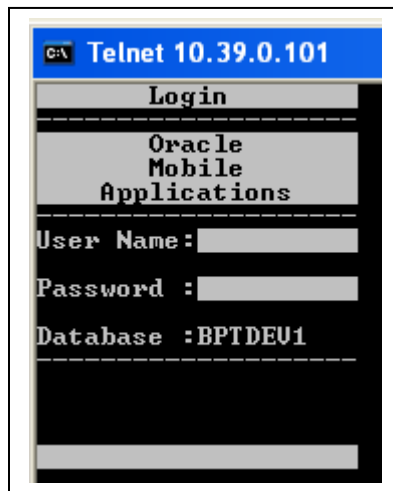 C:\ Telnet 10.39.0.101
Login
Oracle
Mobile
Applications
User Name:
Password :
Database :BPTDEV1